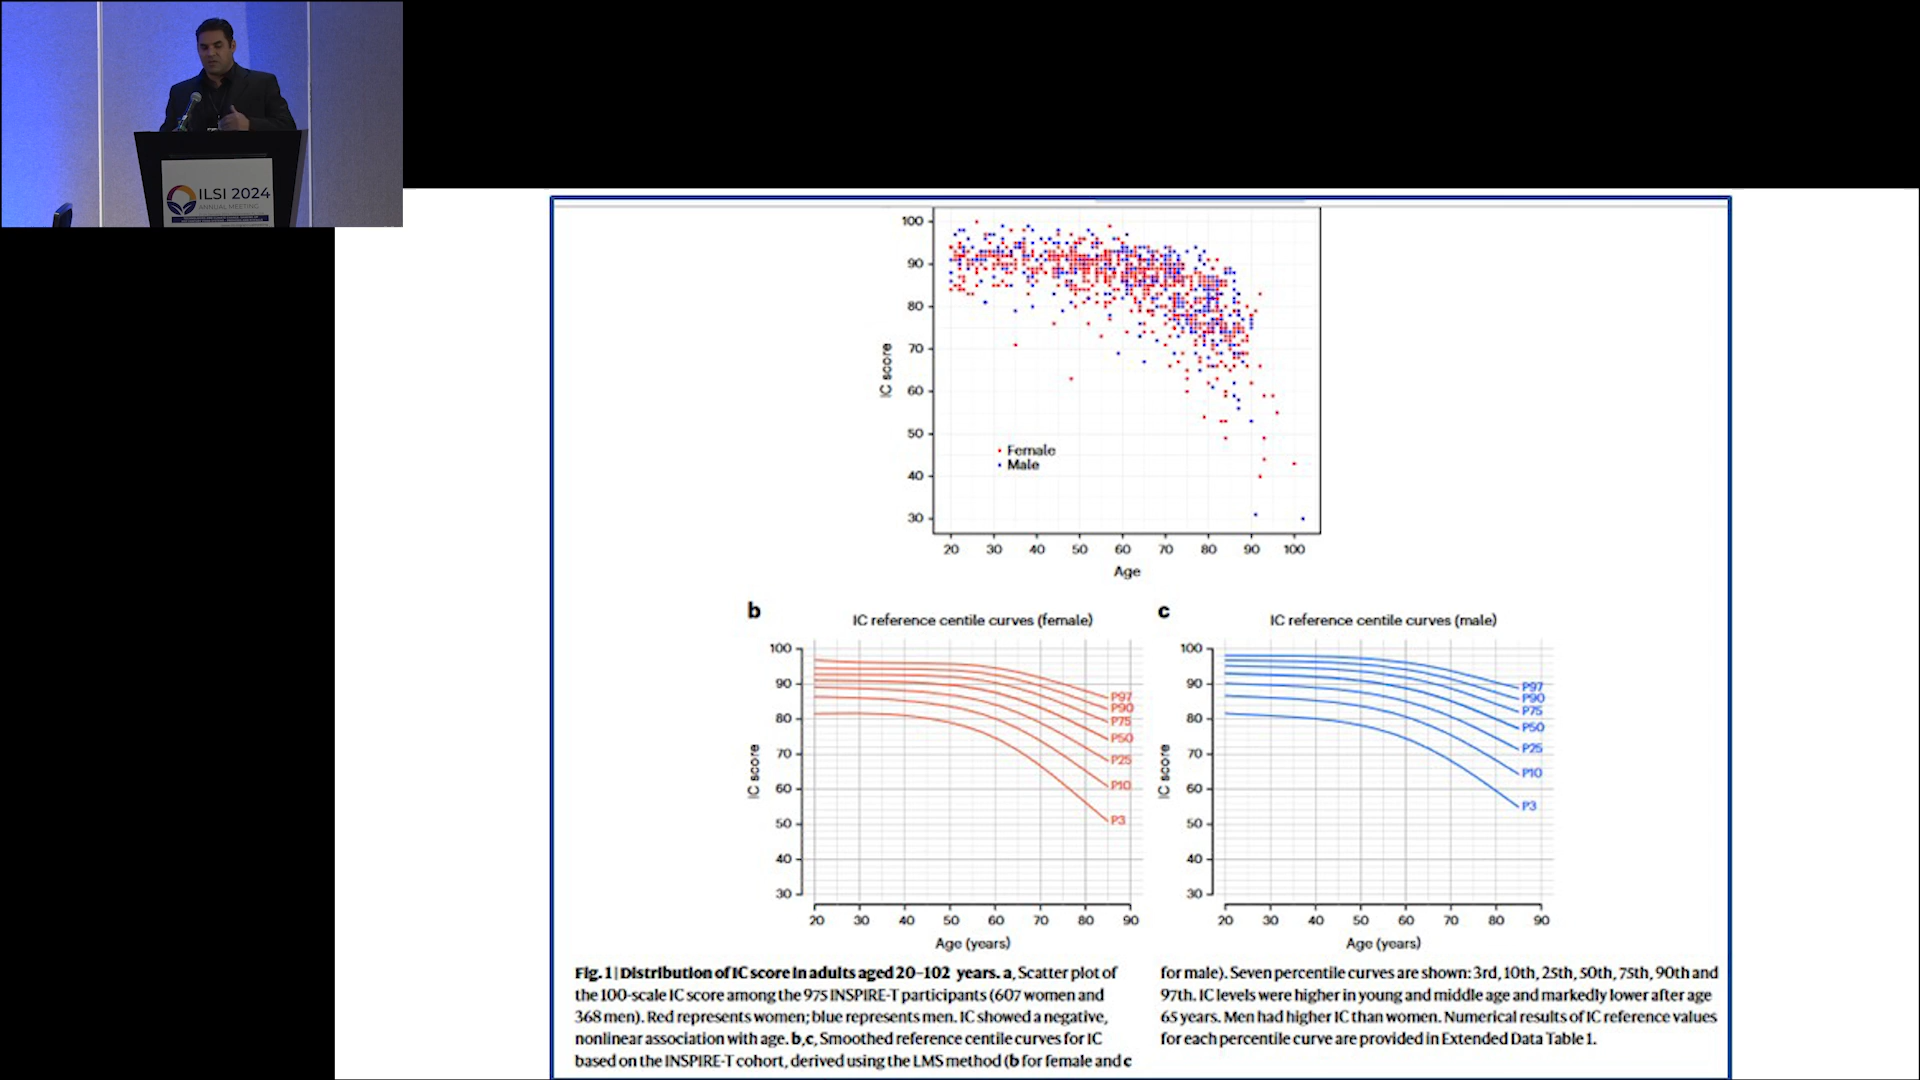 ILSI 2024
ANNUAL MEETING
100
90
80
70
60
50
40
30
IC score
Female
Male
20 30 40 50 60 70 80 90 100
Age
b
IC reference centile curves (female)
100
90
80
70
60
50
40
30
IC score
P97
P90
P75
P50
P25
P10
P3
20 30 40 50 60 70 80 90
Age (years)
c
IC reference centile curves (male)
100
90
80
70
60
50
40
30
IC score
P97
P90
P75
P50
P25
P10
P3
20 30 40 50 60 70 80 90
Age (years)
Fig. 1 | Distribution of IC score in adults aged 20–102 years. a, Scatter plot of
the 100-scale IC score among the 975 INSPIRE-T participants (607 women and
368 men). Red represents women; blue represents men. IC showed a negative,
nonlinear association with age. b,c, Smoothed reference centile curves for IC
based on the INSPIRE-T cohort, derived using the LMS method (b for female and c
for male). Seven percentile curves are shown: 3rd, 10th, 25th, 50th, 75th, 90th and
97th. IC levels were higher in young and middle age and markedly lower after age
65 years. Men had higher IC than women. Numerical results of IC reference values
for each percentile curve are provided in Extended Data Table 1.